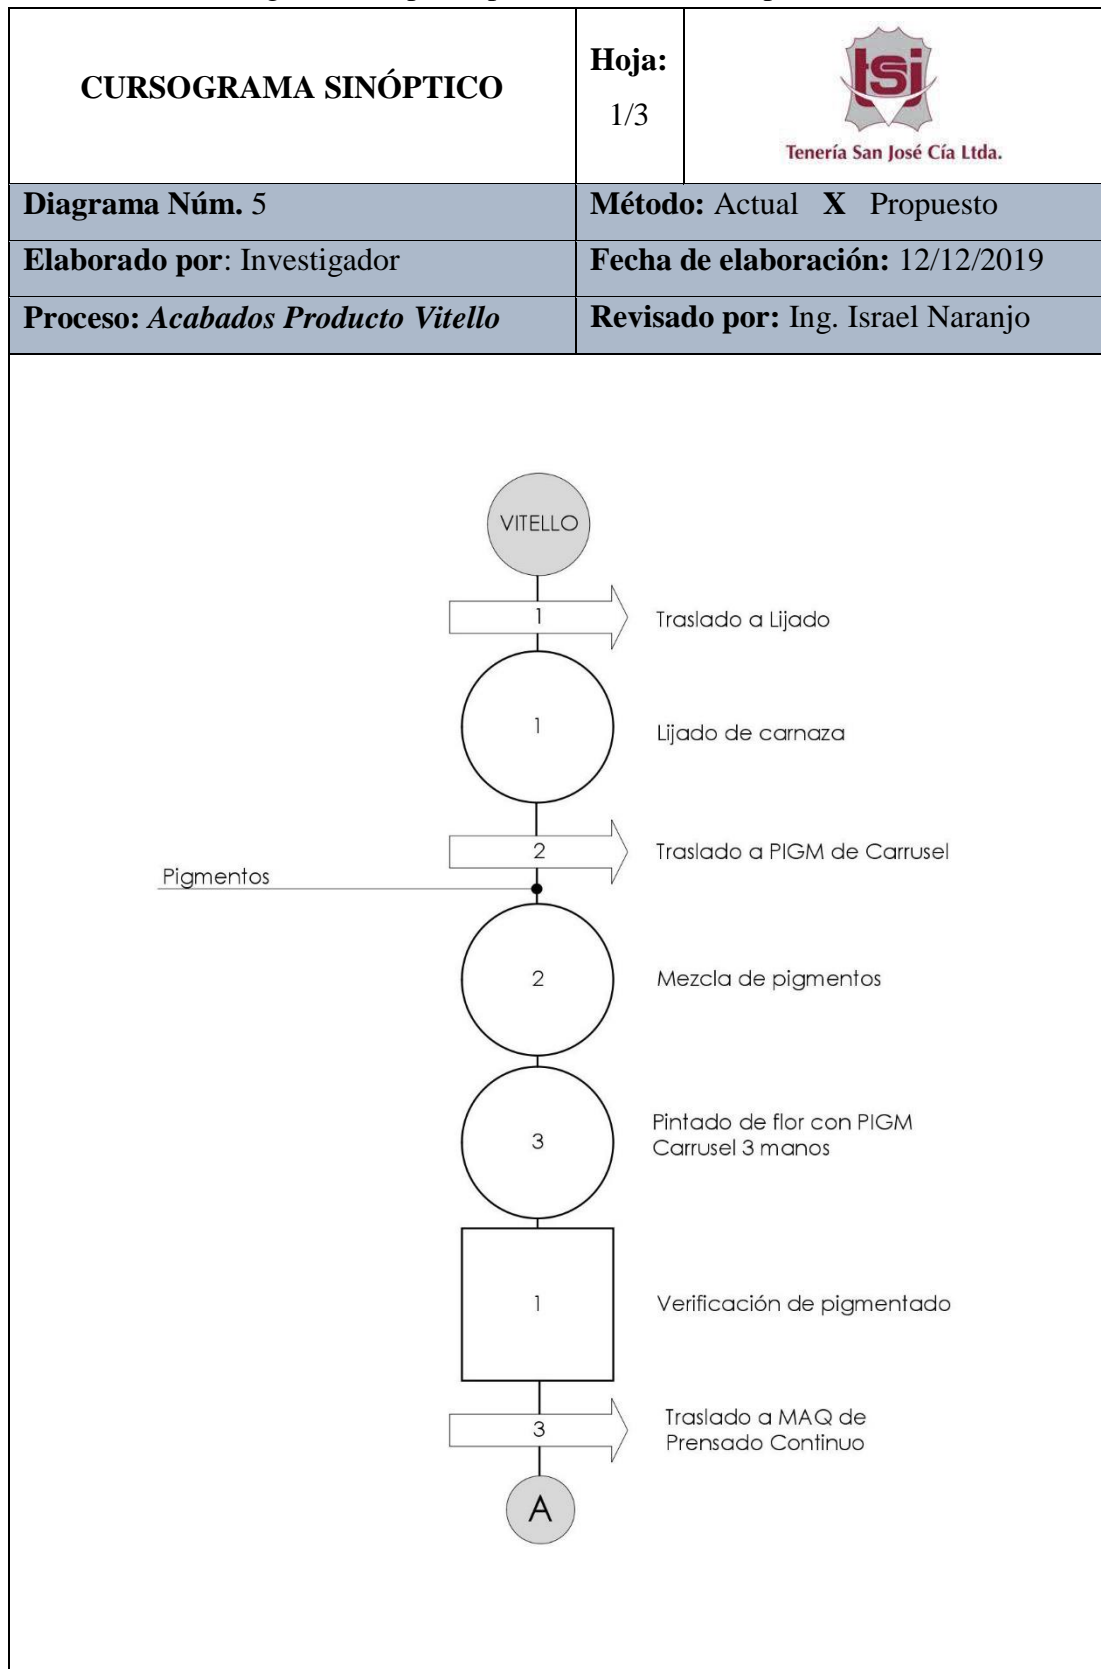 CURSOGRAMA SINÓPTICO
Hoja:
1/3
tsj
Tenería San José Cía Ltda.
Diagrama Núm. 5
Método: Actual X Propuesto
Elaborado por: Investigador
Fecha de elaboración: 12/12/2019
Proceso: Acabados Producto Vitello
Revisado por: Ing. Israel Naranjo
VITELLO
1
Traslado a Lijado
1
Lijado de carnaza
2
Traslado a PIGM de Carrusel
Pigmentos
2
Mezcla de pigmentos
3
Pintado de flor con PIGM
Carrusel 3 manos
1
Verificación de pigmentado
3
Traslado a MAQ de
Prensado Continuo
A